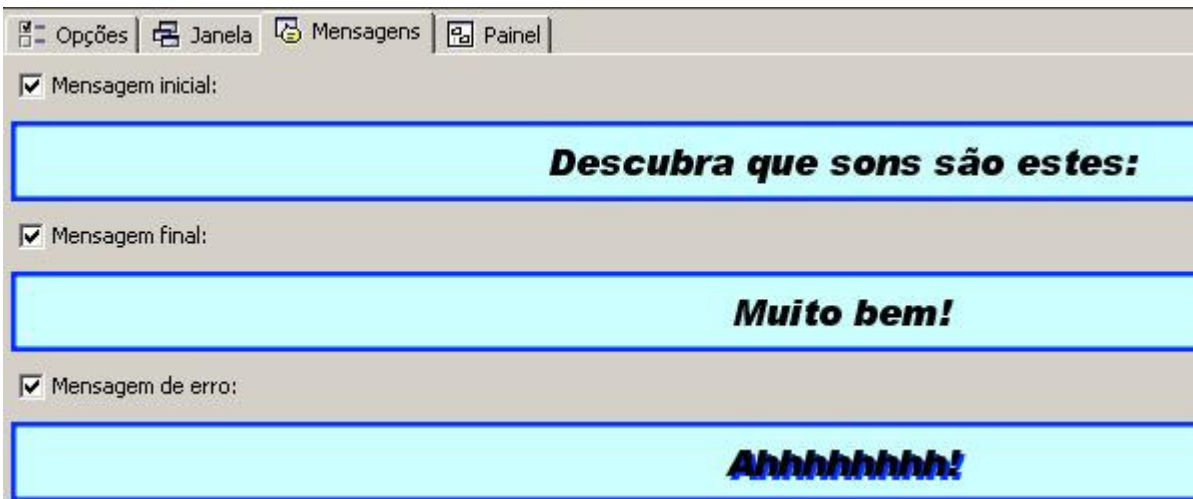 Opções Janela Mensagens Painel
Mensagem inicial:
Descubra que sons são estes:
Mensagem final:
Muito bem!
Mensagem de erro:
Ahhhhhhhh!